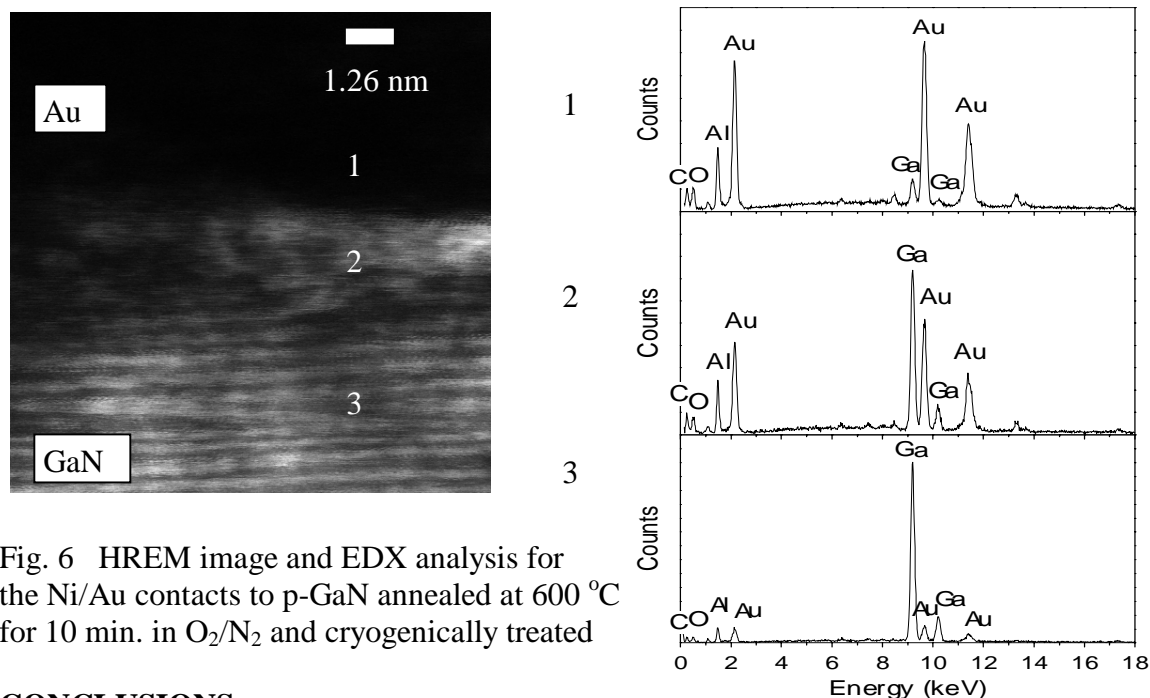 Au
1.26 nm
1
2
3
GaN
1
2
3
Counts
C O Al Au Ga Au Ga Au
Counts
C O Al Au Ga Au Ga Au
Counts
C O Al Au Ga Au Ga Au
0 2 4 6 8 10 12 14 16 18
Energy (keV)
Fig. 6 HREM image and EDX analysis for
the Ni/Au contacts to p-GaN annealed at 600 °C
for 10 min. in O₂/N₂ and cryogenically treated